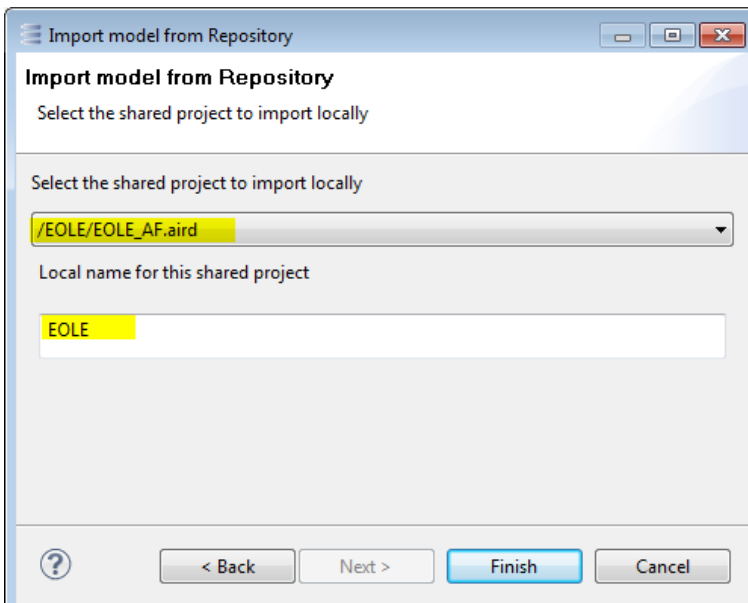 Import model from Repository
Import model from Repository
Select the shared project to import locally
Select the shared project to import locally
/EOLE/EOLE_AF.aird
Local name for this shared project
EOLE
? < Back Next > Finish Cancel